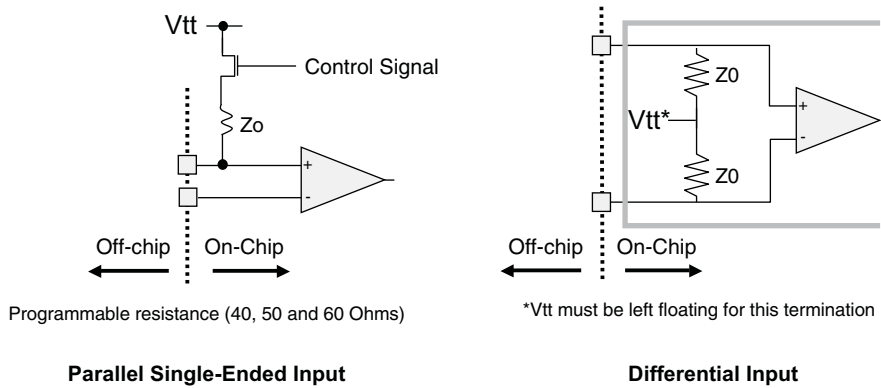 Vtt
Control Signal
Zo
+
-
Off-chip
On-Chip
Programmable resistance (40, 50 and 60 Ohms)
Parallel Single-Ended Input
Z0
Vtt*
+
-
Z0
Off-chip
On-Chip
*Vtt must be left floating for this termination
Differential Input